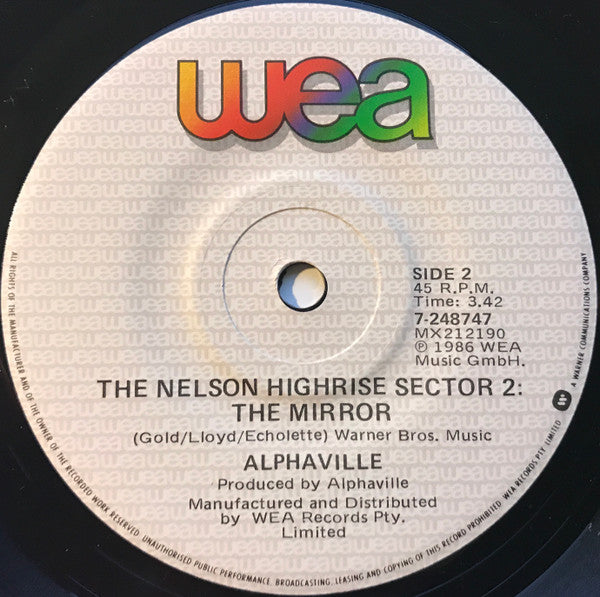 wea
SIDE 2
45 R.P.M.
Time: 3.42
7-248747
MX212190
℗ 1986 WEA
Music GmbH.
THE NELSON HIGHRISE SECTOR 2:
THE MIRROR
(Gold/Lloyd/Echolette) Warner Bros. Music
ALPHAVILLE
Produced by Alphaville
Manufactured and Distributed
by WEA Records Pty.
Limited
ALL RIGHTS OF THE MANUFACTURER AND OF THE OWNER OF THE RECORDED WORK RESERVED. UNAUTHORISED PUBLIC PERFORMANCE, BROADCASTING, LEASING AND COPYING OF THIS RECORD PROHIBITED. WEA RECORDS PTY. LIMITED
A WARNER COMMUNICATIONS COMPANY